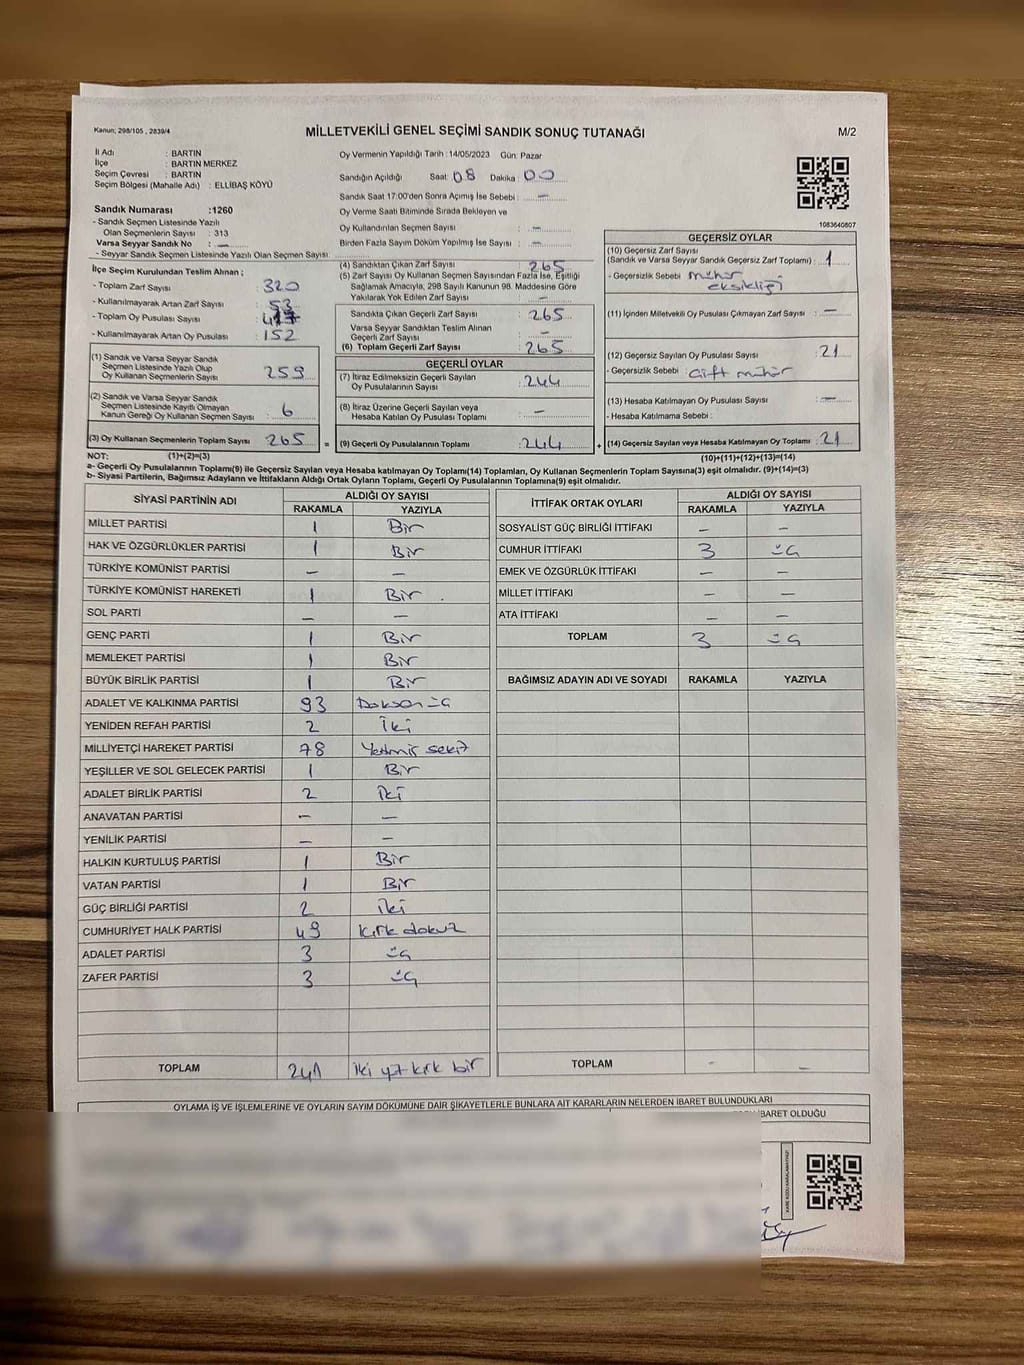 Kanun; 298/105 , 2839/4
MİLLETVEKİLİ GENEL SEÇİMİ SANDIK SONUÇ TUTANAĞI
M/2
İl Adı : BARTIN
İlçe : BARTIN MERKEZ
Seçim Çevresi : BARTIN
Seçim Bölgesi (Mahalle Adı) : ELLİBAŞ KÖYÜ
Sandık Numarası :1260
- Sandık Seçmen Listesinde Yazılı
Olan Seçmenlerin Sayısı : 313
Varsa Seyyar Sandık No : —
- Seyyar Sandık Seçmen Listesinde Yazılı Olan Seçmen Sayısı:
İlçe Seçim Kurulundan Teslim Alınan ;
- Toplam Zarf Sayısı : 320
- Kullanılmayarak Artan Zarf Sayısı : 53
- Toplam Oy Pusulası Sayısı :
- Kullanılmayarak Artan Oy Pusulası : 152
(1) Sandık ve Varsa Seyyar Sandık
Seçmen Listesinde Yazılı Olup
Oy Kullanan Seçmenlerin Sayısı : 259
(2) Sandık ve Varsa Seyyar Sandık
Seçmen Listesinde Kayıtlı Olmayan
Kanun Gereği Oy Kullanan Seçmen Sayısı : 6
(3) Oy Kullanan Seçmenlerin Toplam Sayısı : 265
Oy Vermenin Yapıldığı Tarih :14/05/2023 Gün: Pazar
Sandığın Açıldığı Saat 08 Dakika 00
Sandık Saat 17:00'den Sonra Açılmış İse Sebebi : —
Oy Verme Saati Bitiminde Sırada Bekleyen ve
Oy Kullandırılan Seçmen Sayısı : —
Birden Fazla Sayım Döküm Yapılmış İse Sayısı : —
(4) Sandıktan Çıkan Zarf Sayısı : 265
(5) Zarf Sayısı Oy Kullanan Seçmen Sayısından Fazla İse, Eşitliği
Sağlamak Amacıyla, 298 Sayılı Kanunun 98. Maddesine Göre
Yakılarak Yok Edilen Zarf Sayısı : —
Sandıkta Çıkan Geçerli Zarf Sayısı : 265
Varsa Seyyar Sandıktan Teslim Alınan
Geçerli Zarf Sayısı : —
(6) Toplam Geçerli Zarf Sayısı : 265
GEÇERLİ OYLAR
(7) İtiraz Edilmeksizin Geçerli Sayılan
Oy Pusulalarının Sayısı : 244
(8) İtiraz Üzerine Geçerli Sayılan veya
Hesaba Katılan Oy Pusulası Toplamı : —
= (9) Geçerli Oy Pusulalarının Toplamı : 244
1083640807
GEÇERSİZ OYLAR
(10) Geçersiz Zarf Sayısı
(Sandık ve Varsa Seyyar Sandık Geçersiz Zarf Toplamı) : 1
- Geçersizlik Sebebi : mühür
eksikliği
(11) İçinden Milletvekili Oy Pusulası Çıkmayan Zarf Sayısı : —
(12) Geçersiz Sayılan Oy Pusulası Sayısı : 21
- Geçersizlik Sebebi : Çift mühür
(13) Hesaba Katılmayan Oy Pusulası Sayısı : —
- Hesaba Katılmama Sebebi :
+ (14) Geçersiz Sayılan veya Hesaba Katılmayan Oy Toplamı : 21
NOT: (1)+(2)=(3)
(10)+(11)+(12)+(13)=(14)
a- Geçerli Oy Pusulalarının Toplamı(9) ile Geçersiz Sayılan veya Hesaba katılmayan Oy Toplamı(14) Toplamları, Oy Kullanan Seçmenlerin Toplam Sayısına(3) eşit olmalıdır. (9)+(14)=(3)
b- Siyasi Partilerin, Bağımsız Adayların ve İttifakların Aldığı Ortak Oyların Toplamı, Geçerli Oy Pusulalarının Toplamına(9) eşit olmalıdır.
SİYASİ PARTİNİN ADI ALDIĞI OY SAYISI
RAKAMLA YAZIYLA
MİLLET PARTİSİ 1 Bir
HAK VE ÖZGÜRLÜKLER PARTİSİ 1 Bir
TÜRKİYE KOMÜNİST PARTİSİ — —
TÜRKİYE KOMÜNİST HAREKETİ 1 Bir
SOL PARTİ — —
GENÇ PARTİ 1 Bir
MEMLEKET PARTİSİ 1 Bir
BÜYÜK BİRLİK PARTİSİ 1 Bir
ADALET VE KALKINMA PARTİSİ 93 Doksan üç
YENİDEN REFAH PARTİSİ 2 İki
MİLLİYETÇİ HAREKET PARTİSİ 78 Yetmiş sekiz
YEŞİLLER VE SOL GELECEK PARTİSİ 1 Bir
ADALET BİRLİK PARTİSİ 2 iki
ANAVATAN PARTİSİ — —
YENİLİK PARTİSİ — —
HALKIN KURTULUŞ PARTİSİ 1 Bir
VATAN PARTİSİ 1 Bir
GÜÇ BİRLİĞİ PARTİSİ 2 iki
CUMHURİYET HALK PARTİSİ 49 kırk dokuz
ADALET PARTİSİ 3 üç
ZAFER PARTİSİ 3 üç
TOPLAM 241 iki yüz kırk bir
İTTİFAK ORTAK OYLARI ALDIĞI OY SAYISI
RAKAMLA YAZIYLA
SOSYALİST GÜÇ BİRLİĞİ İTTİFAKI — —
CUMHUR İTTİFAKI 3 üç
EMEK VE ÖZGÜRLÜK İTTİFAKI — —
MİLLET İTTİFAKI — —
ATA İTTİFAKI — —
TOPLAM 3 üç
BAĞIMSIZ ADAYIN ADI VE SOYADI RAKAMLA YAZIYLA
TOPLAM - —
OYLAMA İŞ VE İŞLEMLERİNE VE OYLARIN SAYIM DÖKÜMÜNE DAİR ŞİKAYETLERLE BUNLARA AİT KARARLARIN NELERDEN İBARET BULUNDUKLARI
İBARET OLDUĞU